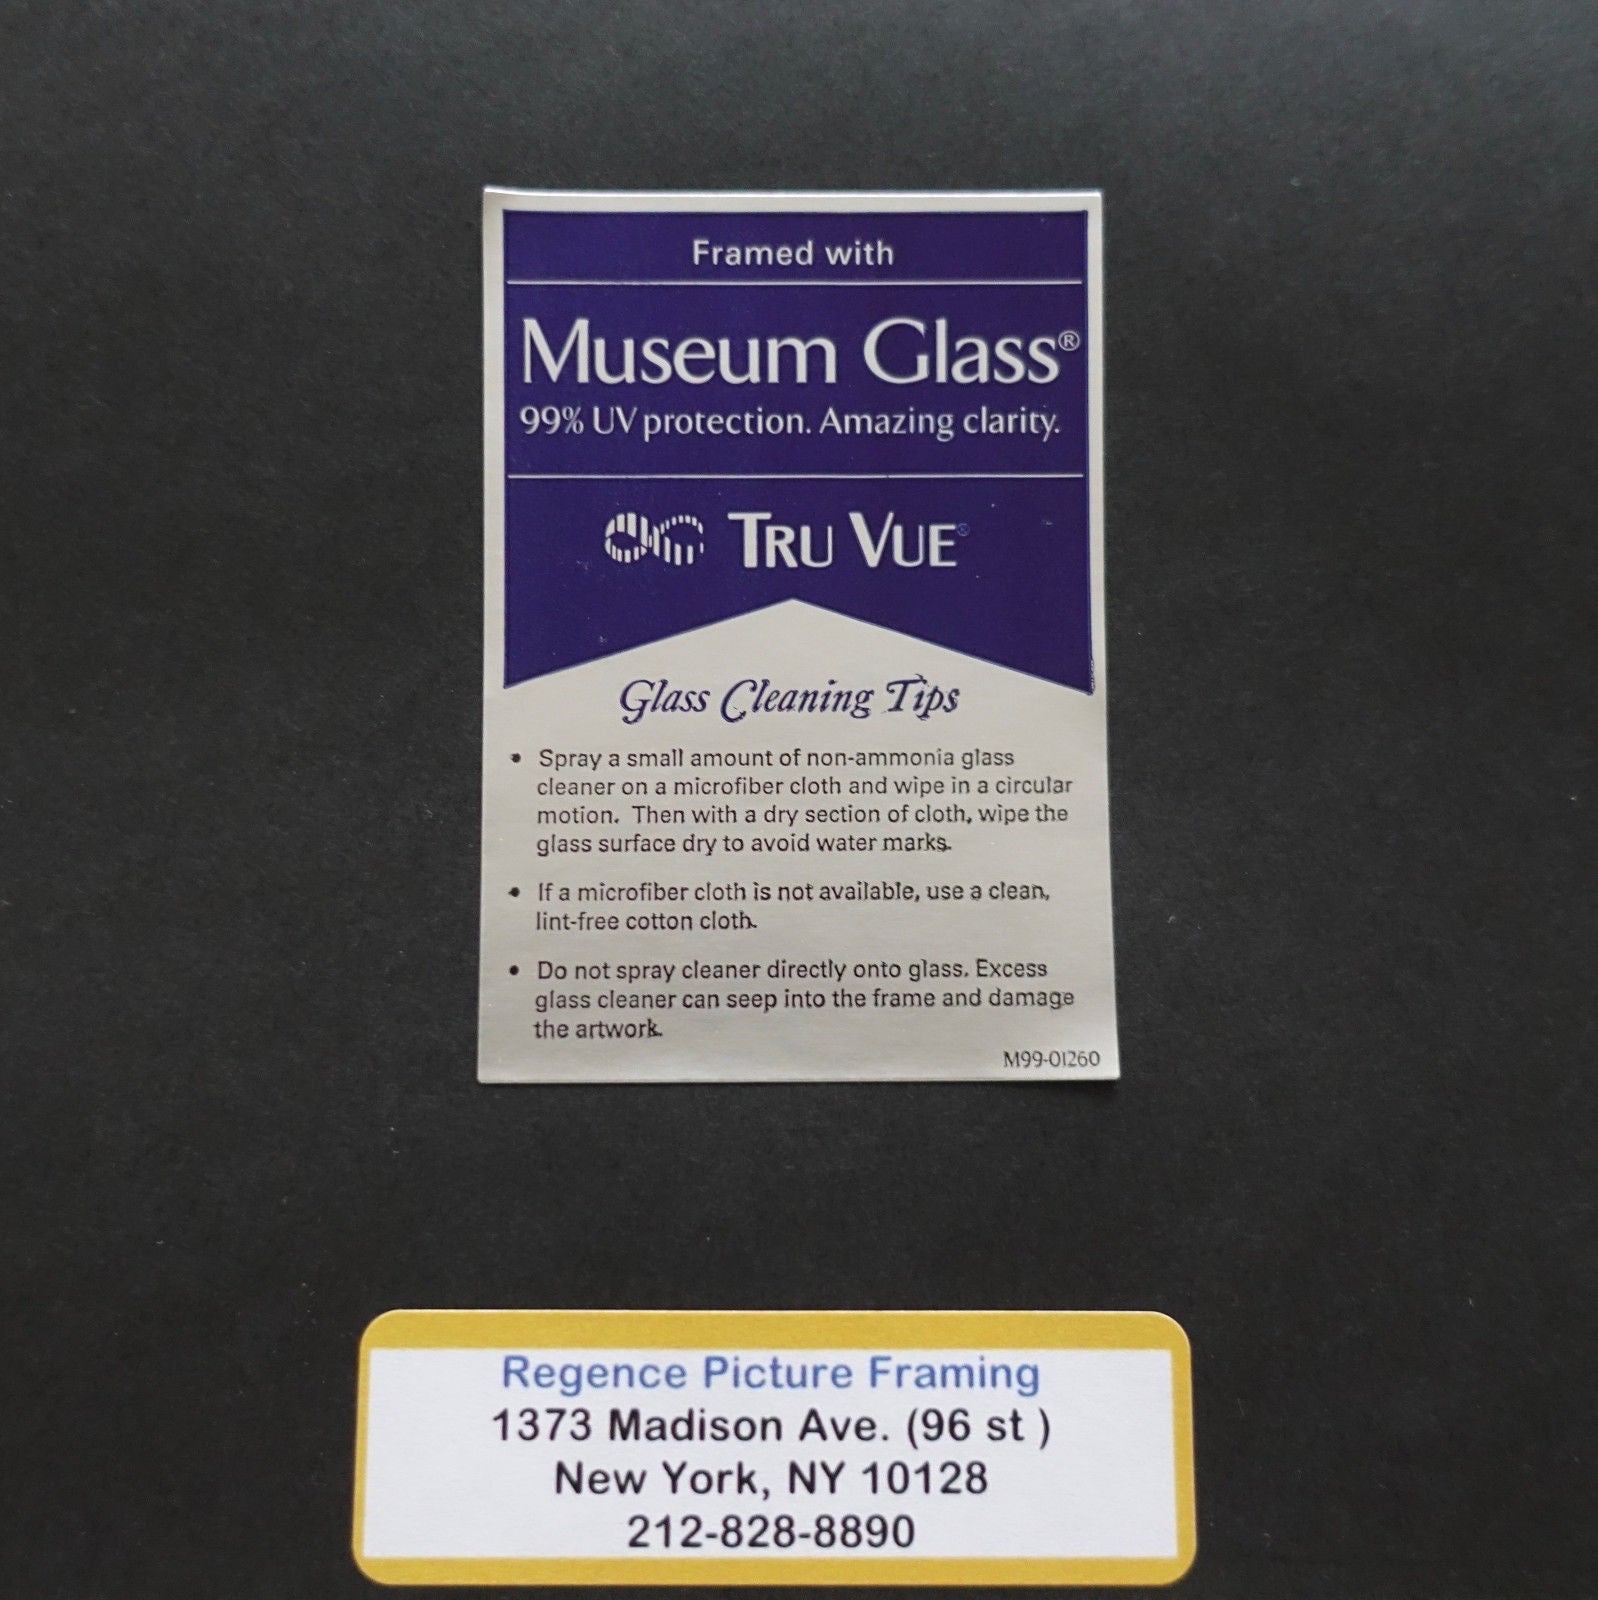 Framed with
Museum Glass®
99% UV protection. Amazing clarity.
TRU VUE®
Glass Cleaning Tips
• Spray a small amount of non-ammonia glass
cleaner on a microfiber cloth and wipe in a circular
motion. Then with a dry section of cloth, wipe the
glass surface dry to avoid water marks.
• If a microfiber cloth is not available, use a clean,
lint-free cotton cloth.
• Do not spray cleaner directly onto glass. Excess
glass cleaner can seep into the frame and damage
the artwork.
M99-01260
Regence Picture Framing
1373 Madison Ave. (96 st )
New York, NY 10128
212-828-8890